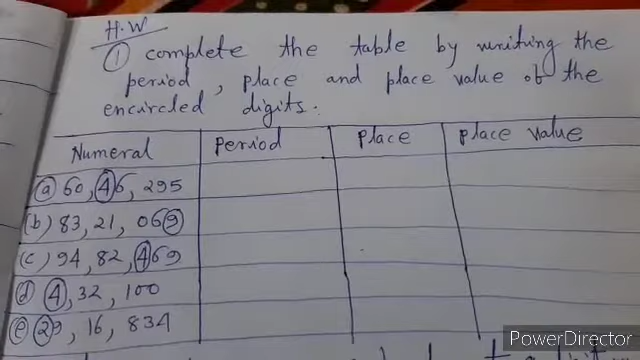 H.W
① complete the table by writing the
period, place and place value of the
encircled digits.
Numeral Period Place Place value
ⓐ 60,46,295
(b) 83,21,069
(c) 94,82,469
ⓓ 4,32,100
ⓔ 29,16,834
PowerDirector